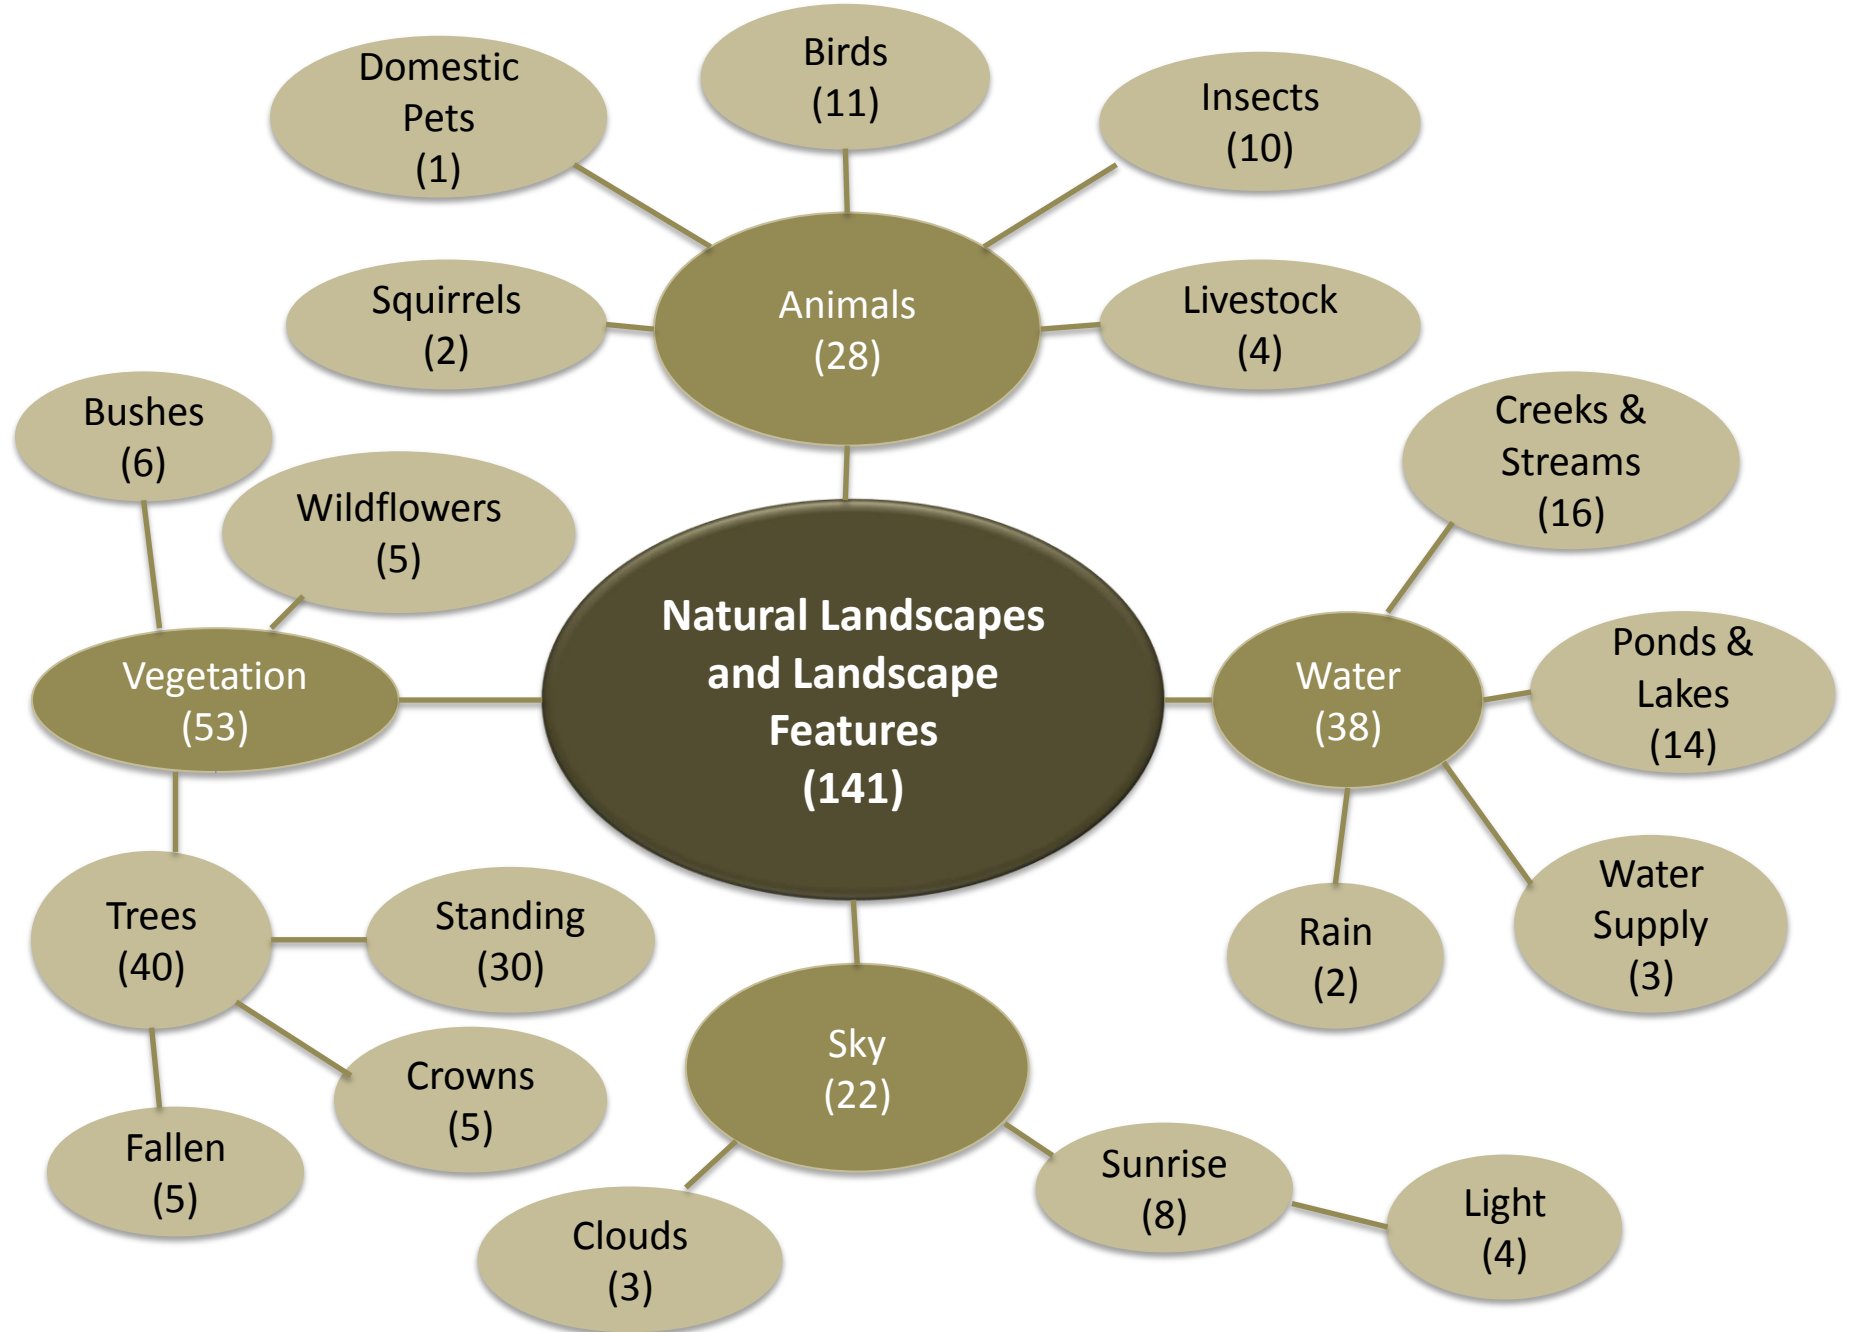 Domestic
Pets
(1)
Birds
(11)
Insects
(10)
Squirrels
(2)
Animals
(28)
Livestock
(4)
Bushes
(6)
Wildflowers
(5)
Creeks &
Streams
(16)
Natural Landscapes
and Landscape
Features
(141)
Vegetation
(53)
Water
(38)
Ponds &
Lakes
(14)
Trees
(40)
Standing
(30)
Rain
(2)
Water
Supply
(3)
Crowns
(5)
Sky
(22)
Fallen
(5)
Clouds
(3)
Sunrise
(8)
Light
(4)